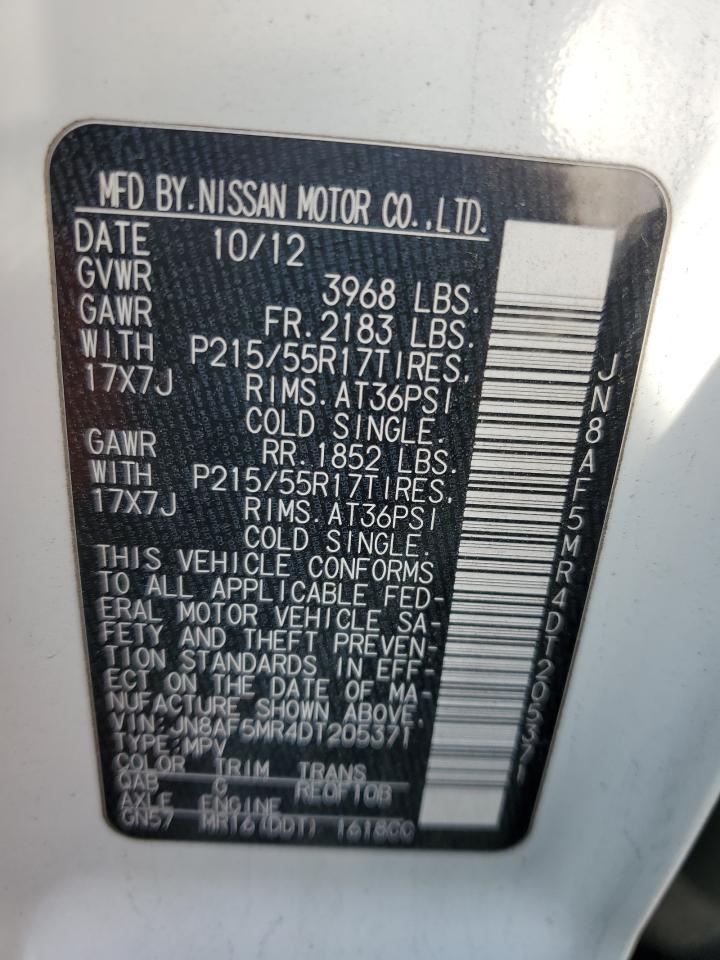 MFD BY. NISSAN MOTOR CO.,LTD.
DATE 10/12
GVWR 3968 LBS.
GAWR FR. 2183 LBS.
WITH P215/55R17TIRES,
17X7J RIMS. AT36PSI
COLD SINGLE.
GAWR RR. 1852 LBS.
WITH P215/55R17TIRES,
17X7J RIMS. AT36PSI
COLD SINGLE.
THIS VEHICLE CONFORMS
TO ALL APPLICABLE FED-
ERAL MOTOR VEHICLE SA-
FETY AND THEFT PREVEN-
TION STANDARDS IN EFF-
ECT ON THE DATE OF MA-
NUFACTURE SHOWN ABOVE.
VIN:JN8AF5MR4DT205371
TYPE:MPV
COLOR TRIM TRANS
QAB G RE0F10B
AXLE ENGINE
GN57 MR16(DDT) 1618CC
JN8AF5MR4DT205371